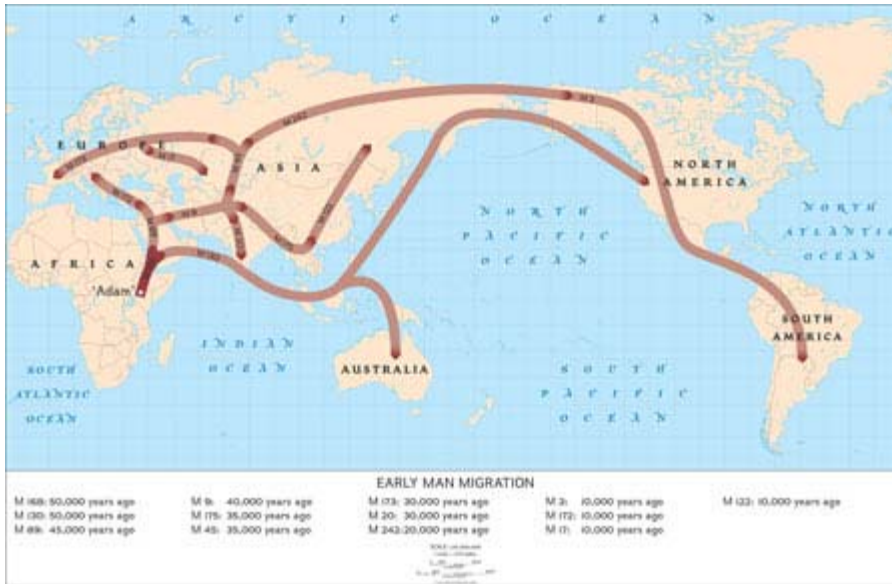 ARCTIC OCEAN
EUROPE
ASIA
NORTH
AMERICA
NORTH
PACIFIC
OCEAN
NORTH
ATLANTIC
OCEAN
AFRICA
'Adam'
INDIAN
OCEAN
AUSTRALIA
SOUTH
AMERICA
SOUTH
ATLANTIC
OCEAN
SOUTH
PACIFIC
OCEAN
M242
M3
EARLY MAN MIGRATION
M 168: 50,000 years ago
M 130: 50,000 years ago
M 89: 45,000 years ago
M 9: 40,000 years ago
M 175: 35,000 years ago
M 45: 35,000 years ago
M 173: 30,000 years ago
M 20: 30,000 years ago
M 242: 20,000 years ago
M 3: 10,000 years ago
M 172: 10,000 years ago
M 17: 10,000 years ago
M 122: 10,000 years ago